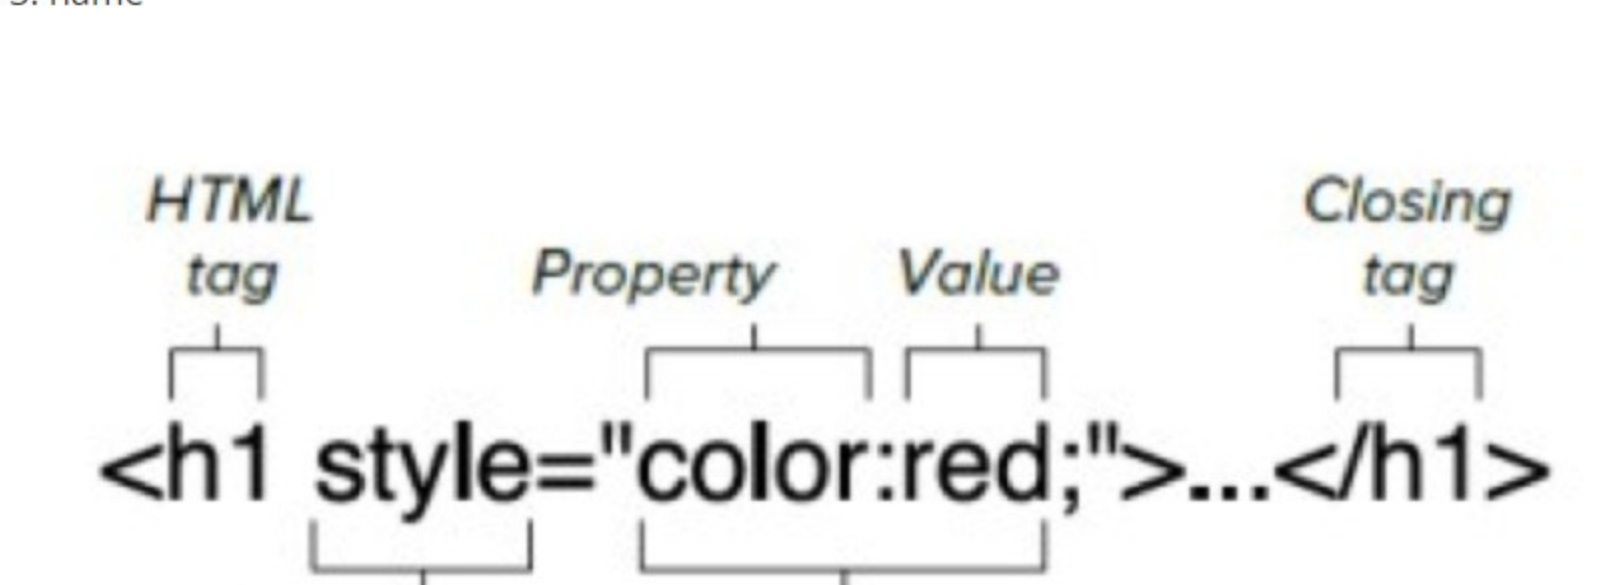 HTML
tag
Property
Value
Closing
tag
<h1 style="color:red;">...</h1>